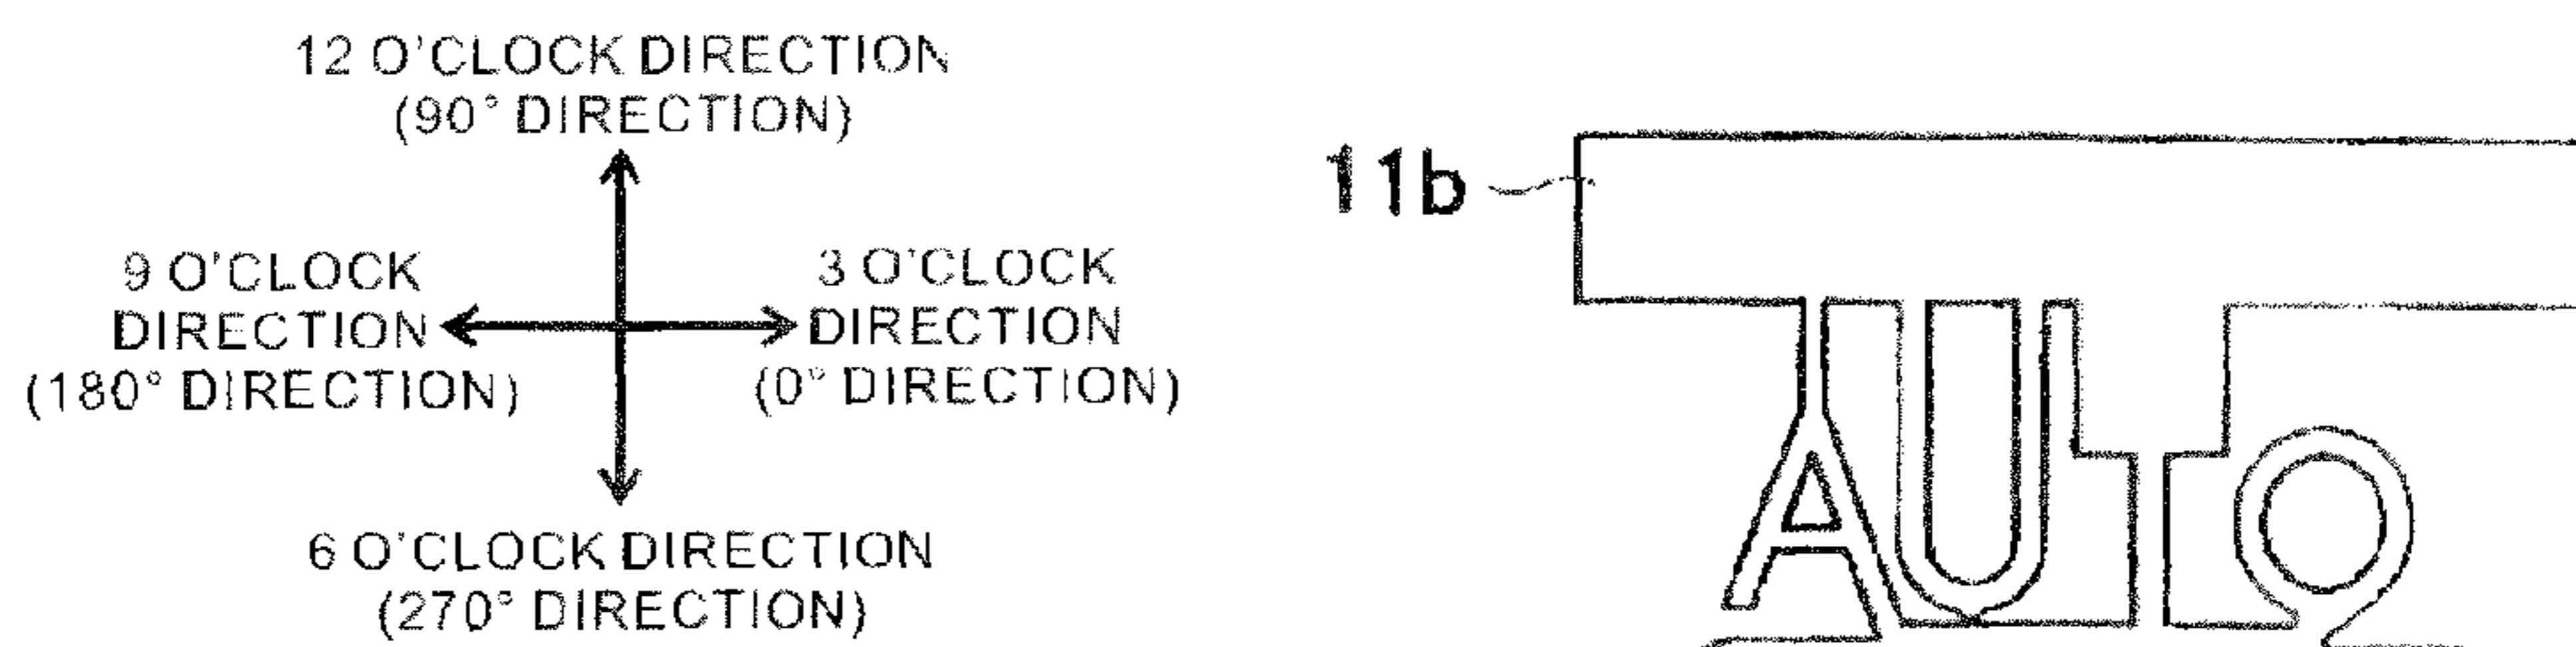 12 O'CLOCK DIRECTION
(90° DIRECTION)
9 O'CLOCK
DIRECTION
(180° DIRECTION)
3 O'CLOCK
DIRECTION
(0° DIRECTION)
6 O'CLOCK DIRECTION
(270° DIRECTION)
11b
AUTO